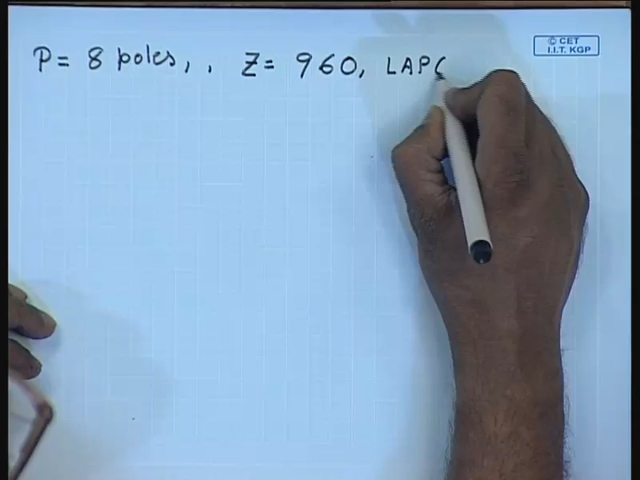 © CET
I.I.T. KGP
P = 8 poles, , Z = 960, LAP